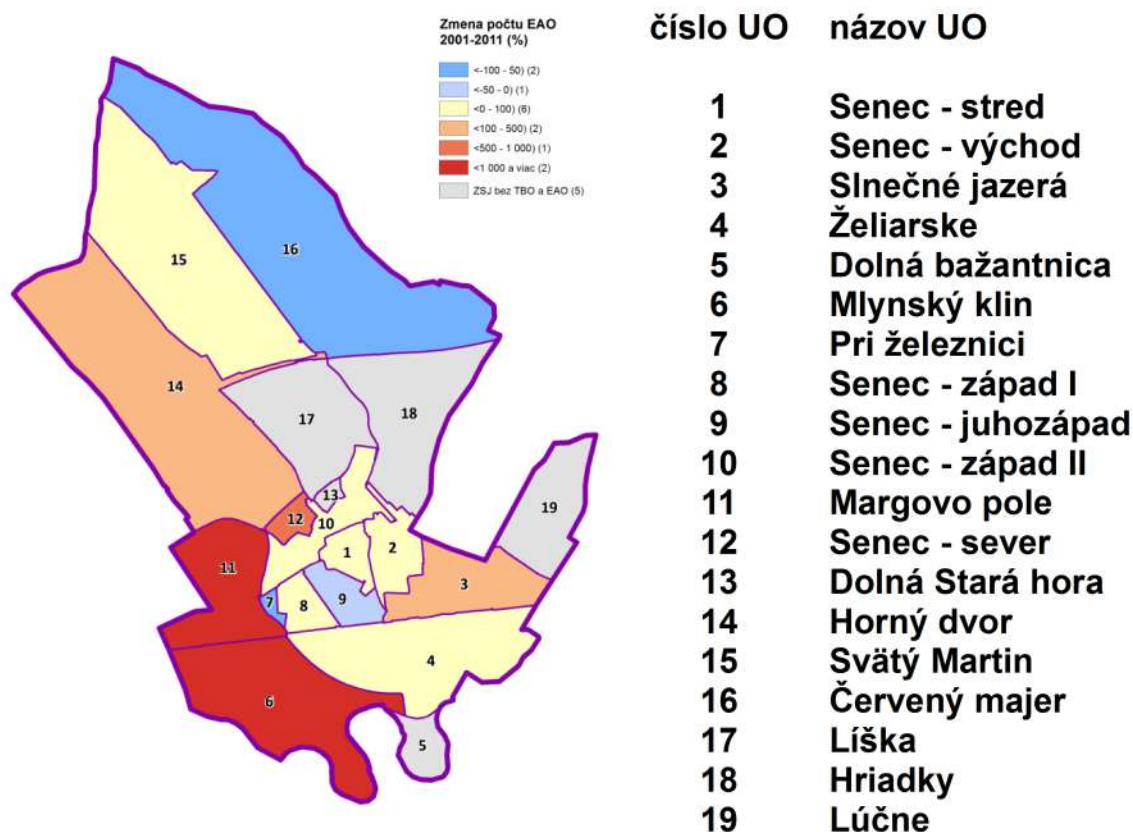 Zmena počtu EAO
2001-2011 (%)
<-100 - 50) (2)
<-50 - 0) (1)
<0 - 100) (6)
<100 - 500) (2)
<500 - 1 000) (1)
<1 000 a viac (2)
ZSJ bez TBO a EAO (5)
16
15
14
17
18
13
12
10
19
1
2
11
3
7
8
9
4
6
5
číslo UO názov UO
1 Senec - stred
2 Senec - východ
3 Slnečné jazerá
4 Želiarske
5 Dolná bažantnica
6 Mlynský klin
7 Pri železnici
8 Senec - západ I
9 Senec - juhozápad
10 Senec - západ II
11 Margovo pole
12 Senec - sever
13 Dolná Stará hora
14 Horný dvor
15 Svätý Martin
16 Červený majer
17 Líška
18 Hriadky
19 Lúčne